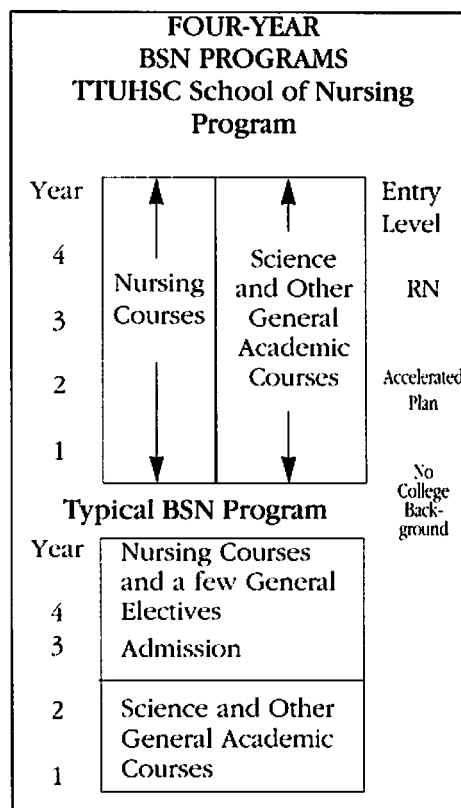 FOUR-YEAR
BSN PROGRAMS
TTUHSC School of Nursing
Program
Year
4
3
2
1
Nursing
Courses
Science
and Other
General
Academic
Courses
Entry
Level
RN
Accelerated
Plan
No
College
Back-
ground
Typical BSN Program
Year
4
3
2
1
Nursing Courses
and a few General
Electives
Admission
Science and Other
General Academic
Courses